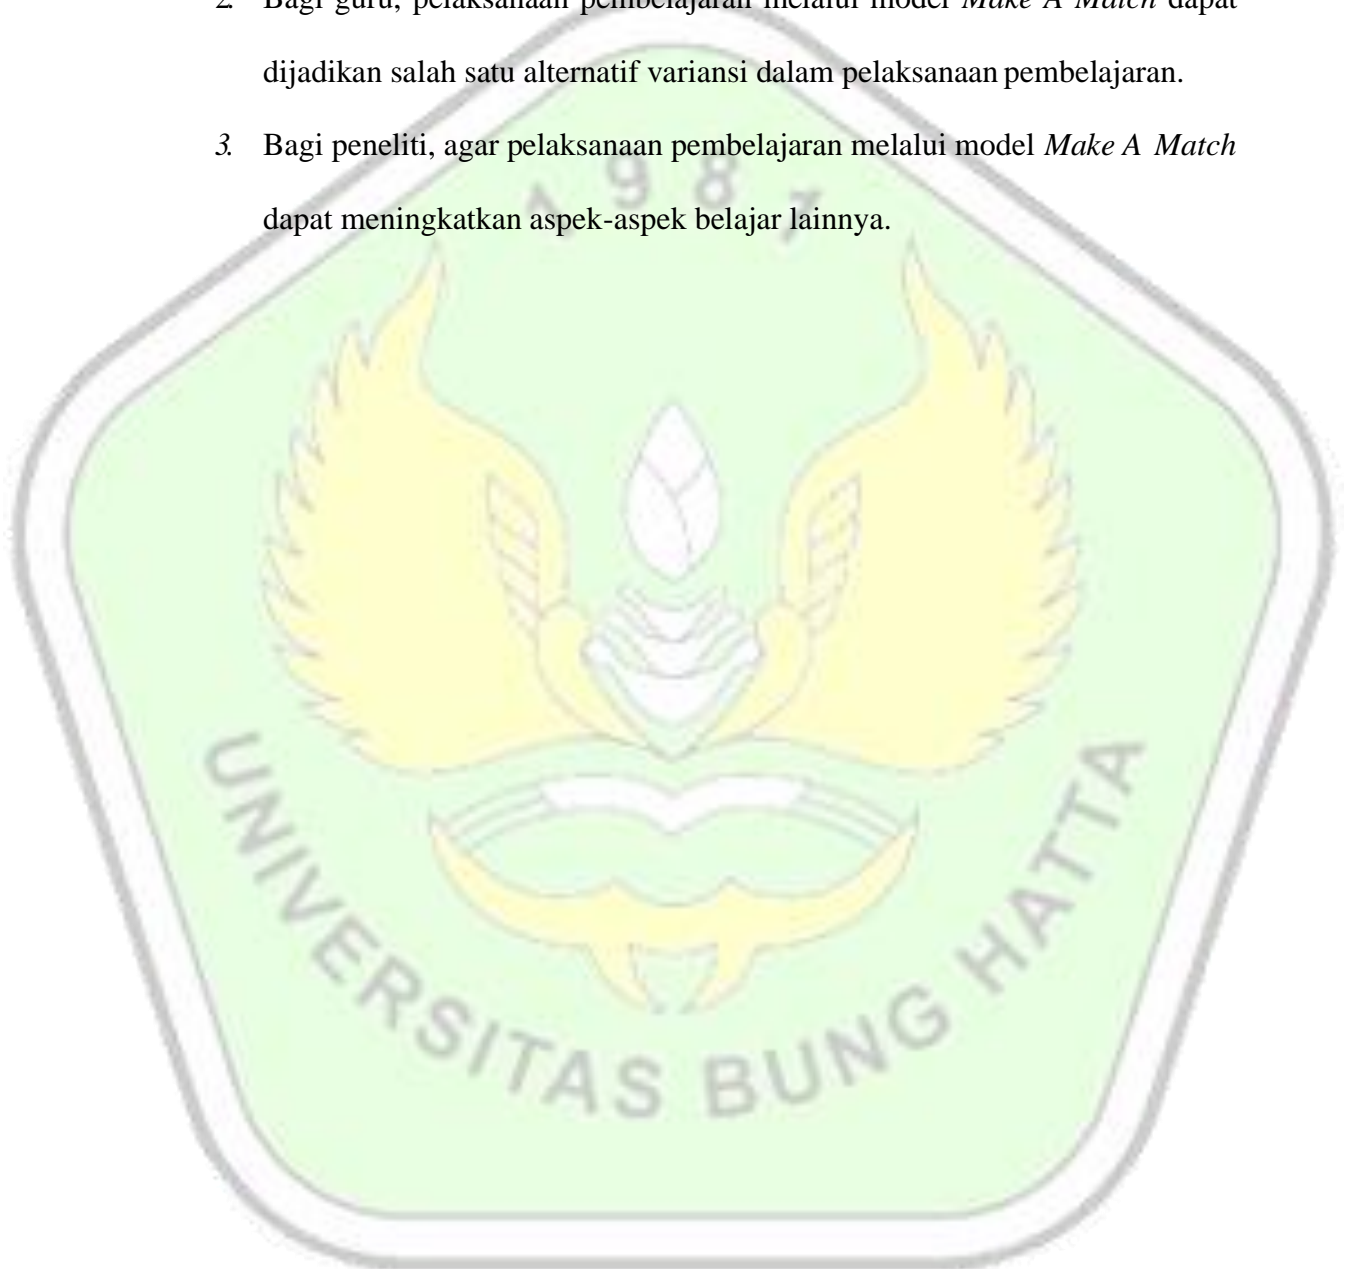 2. Bagi guru, pelaksanaan pembelajaran melalui model Make A Match dapat
dijadikan salah satu alternatif variansi dalam pelaksanaan pembelajaran.
3. Bagi peneliti, agar pelaksanaan pembelajaran melalui model Make A Match
dapat meningkatkan aspek-aspek belajar lainnya.
1981
UNIVERSITAS BUNG HATTA